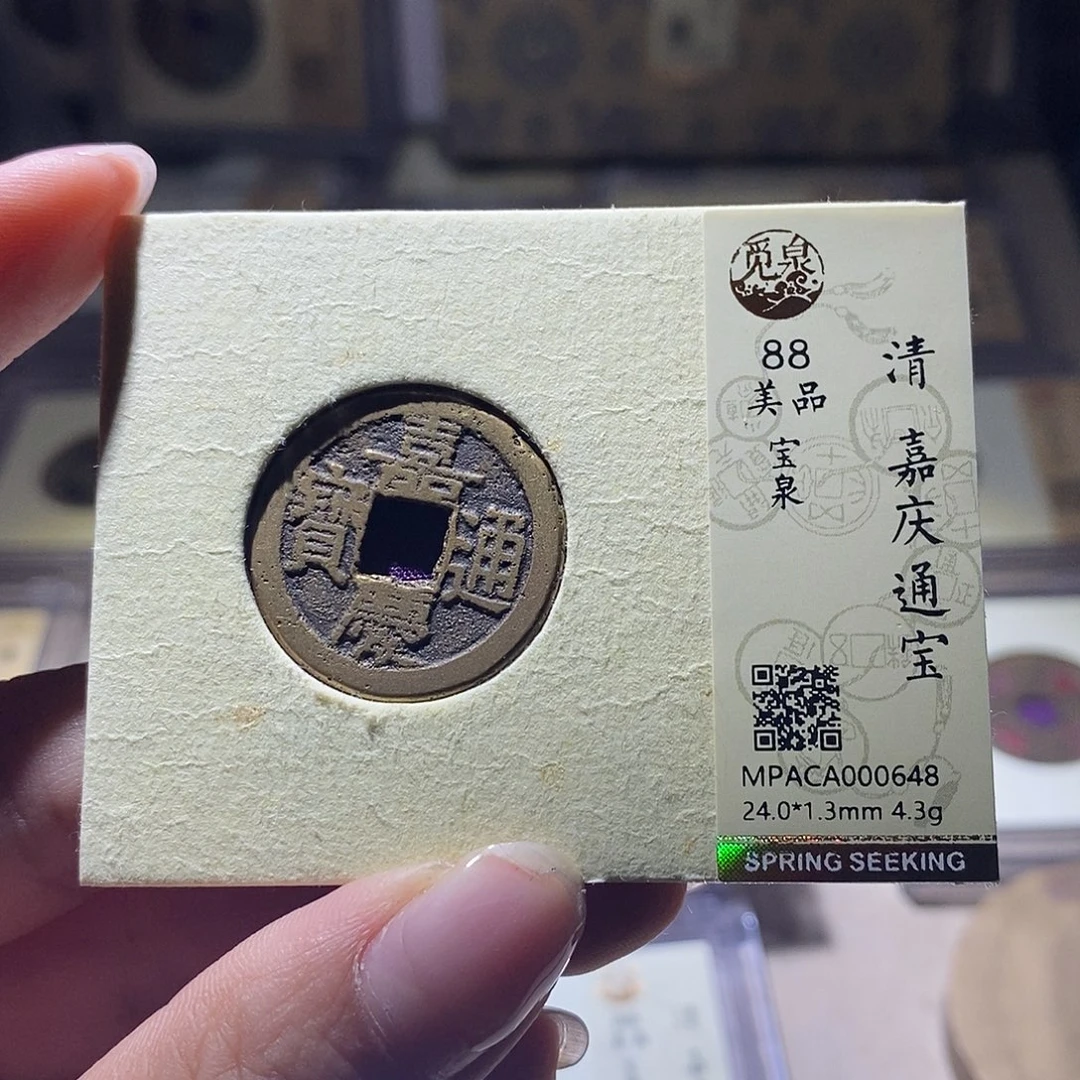 嘉慶通寶
觅泉
88
美品
宝泉
清 嘉庆通宝
MPACA000648
24.0*1.3mm 4.3g
SPRING SEEKING